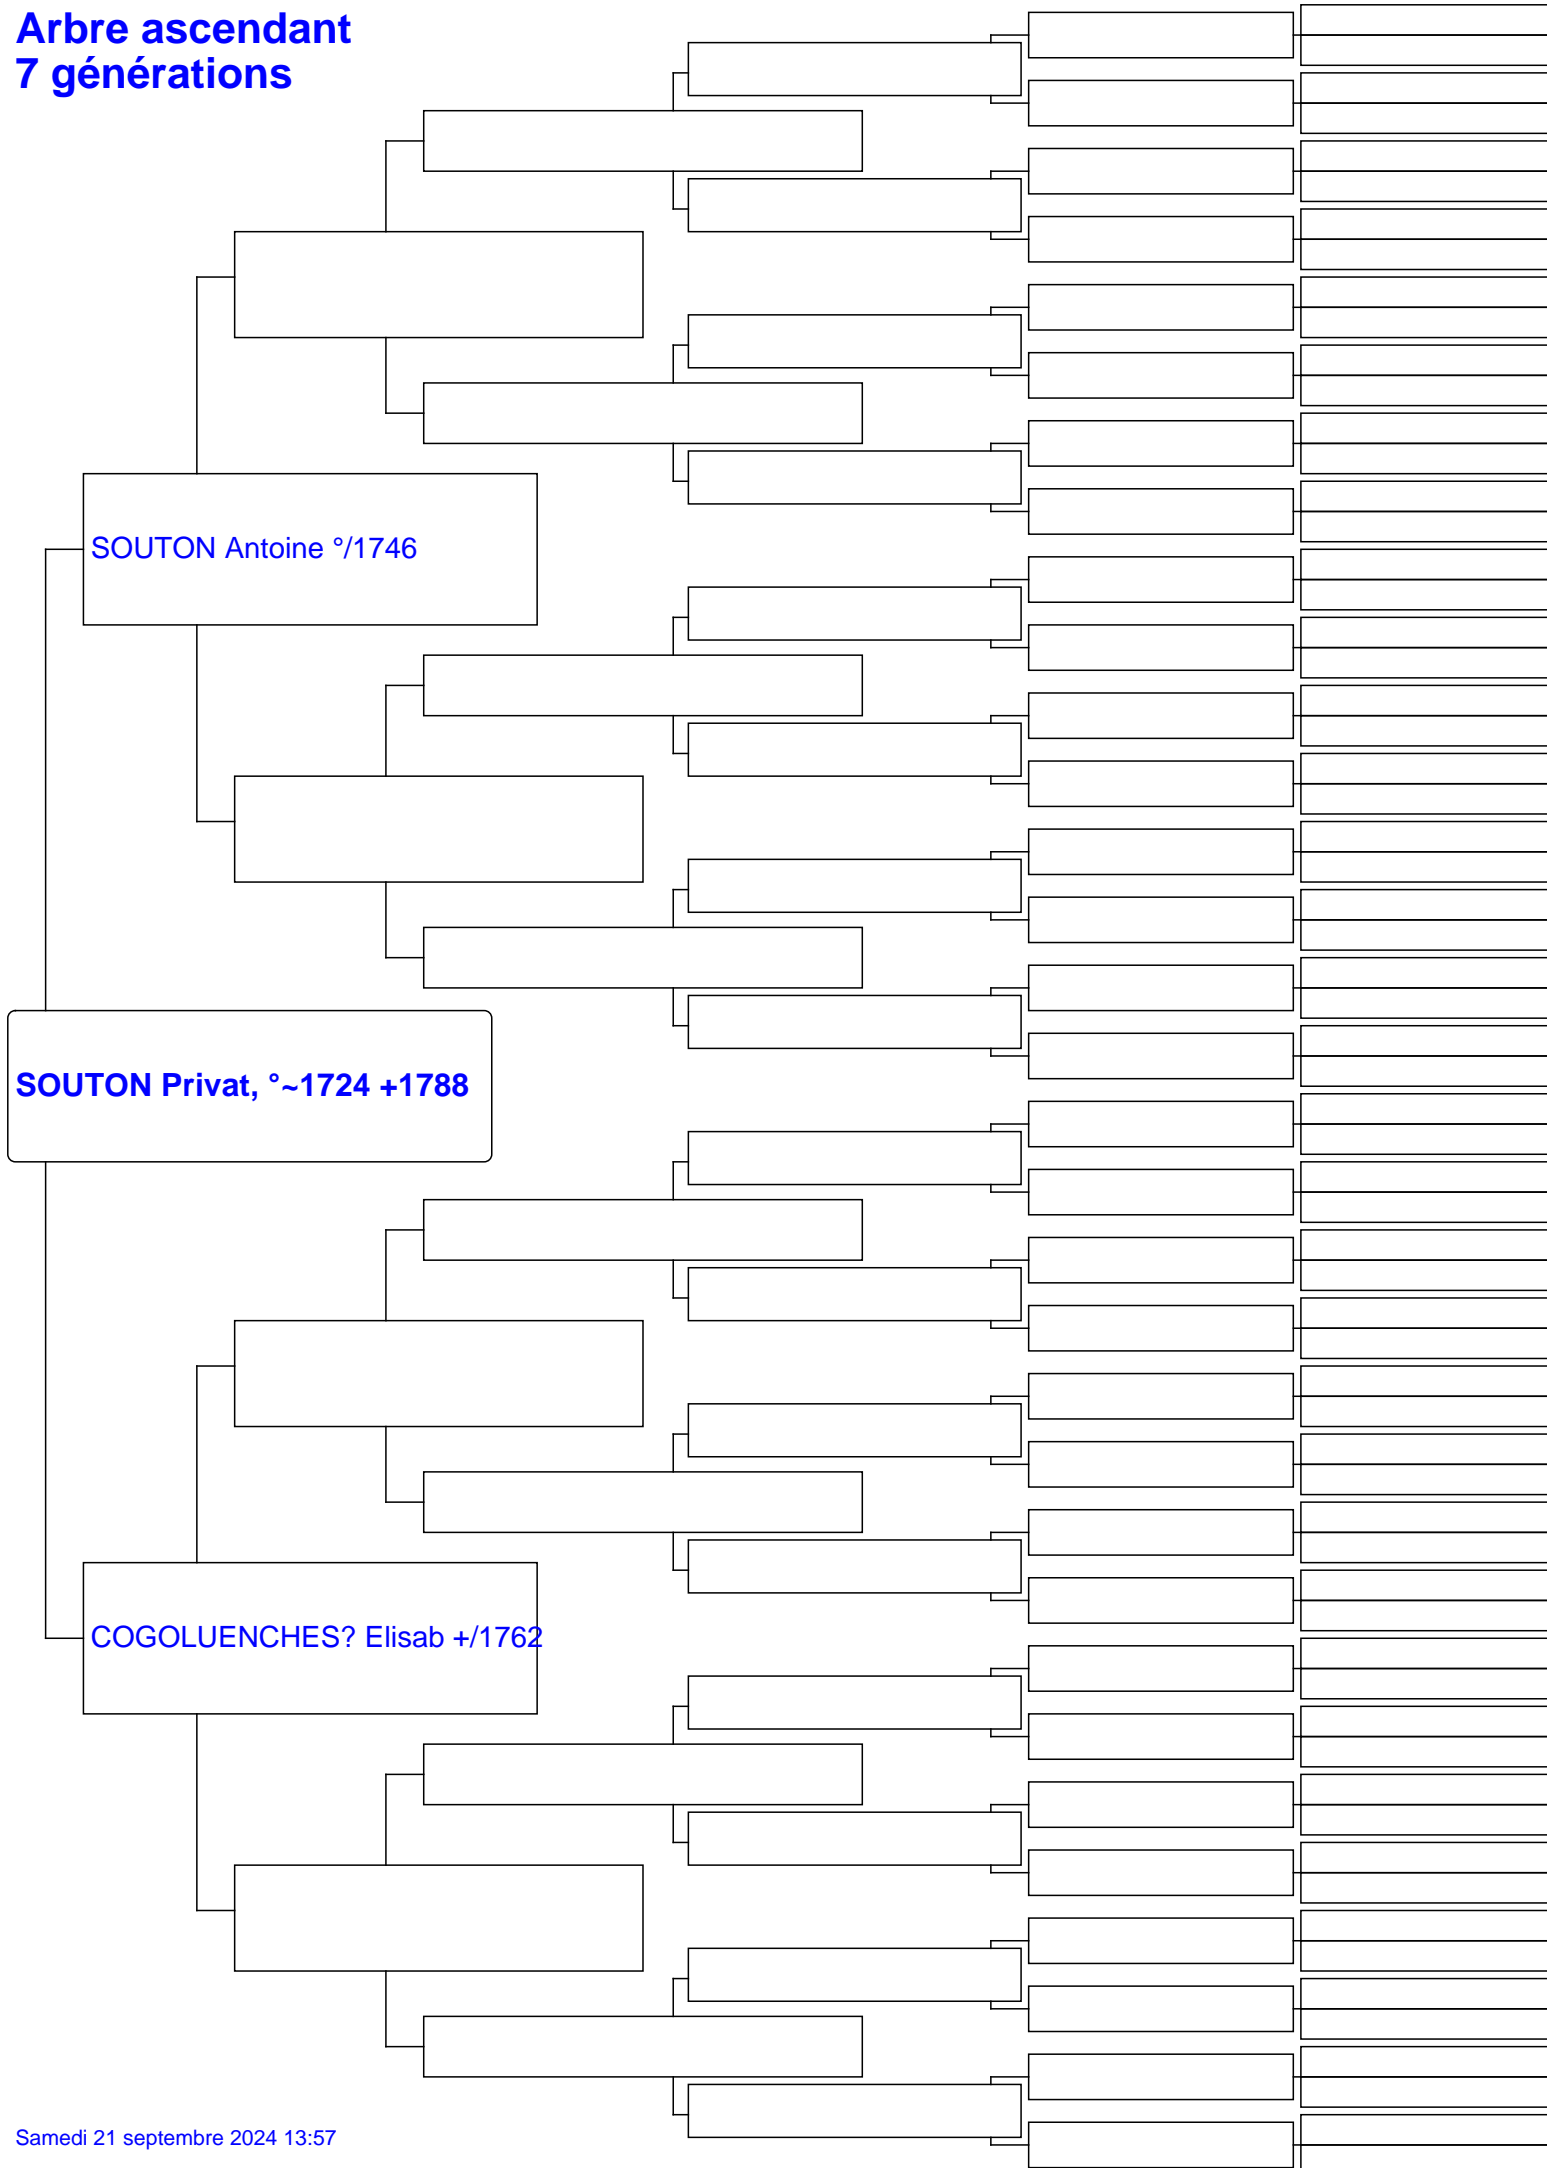 Arbre ascendant
7 générations
SOUTON Antoine °/1746
SOUTON Privat, °~1724 +1788
COGOLUENCHES? Elisab +/1762
Samedi 21 septembre 2024 13:57